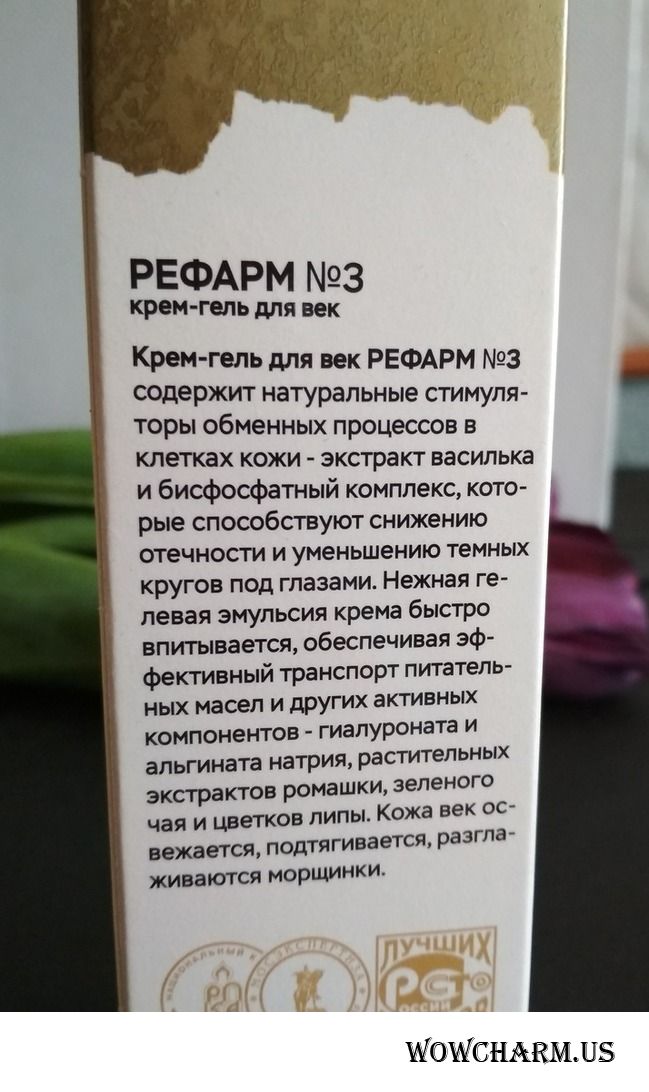 РЕФАРМ №3
крем-гель для век
Крем-гель для век РЕФАРМ №3
содержит натуральные стимуля-
торы обменных процессов в
клетках кожи - экстракт василька
и бисфосфатный комплекс, кото-
рые способствуют снижению
отечности и уменьшению темных
кругов под глазами. Нежная ге-
левая эмульсия крема быстро
впитывается, обеспечивая эф-
фективный транспорт питатель-
ных масел и других активных
компонентов - гиалуроната и
альгината натрия, растительных
экстрактов ромашки, зеленого
чая и цветков липы. Кожа век ос-
вежается, подтягивается, разгла-
живаются морщинки.
НАЦИОНАЛЬНЫЙ
МОСЭКСПЕРТИЗА
ЛУЧШИХ
РОССИИ
WOWCHARM.US